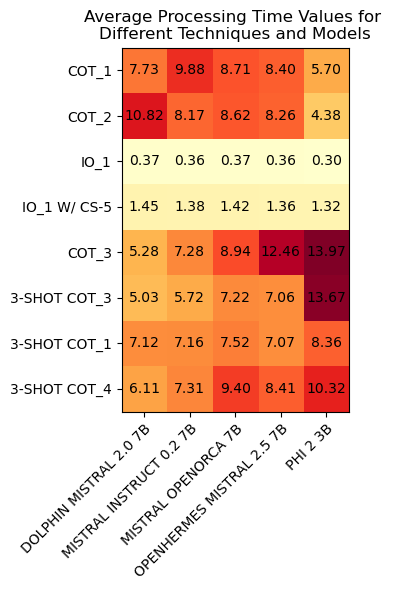 Average Processing Time Values for
Different Techniques and Models
COT_1 7.73 9.88 8.71 8.40 5.70
COT_2 10.82 8.17 8.62 8.26 4.38
IO_1 0.37 0.36 0.37 0.36 0.30
IO_1 W/ CS-5 1.45 1.38 1.42 1.36 1.32
COT_3 5.28 7.28 8.94 12.46 13.97
3-SHOT COT_3 5.03 5.72 7.22 7.06 13.67
3-SHOT COT_1 7.12 7.16 7.52 7.07 8.36
3-SHOT COT_4 6.11 7.31 9.40 8.41 10.32
DOLPHIN MISTRAL 2.0 7B
MISTRAL INSTRUCT 0.2 7B
MISTRAL OPENORCA 7B
OPENHERMES MISTRAL 2.5 7B
PHI 2 3B